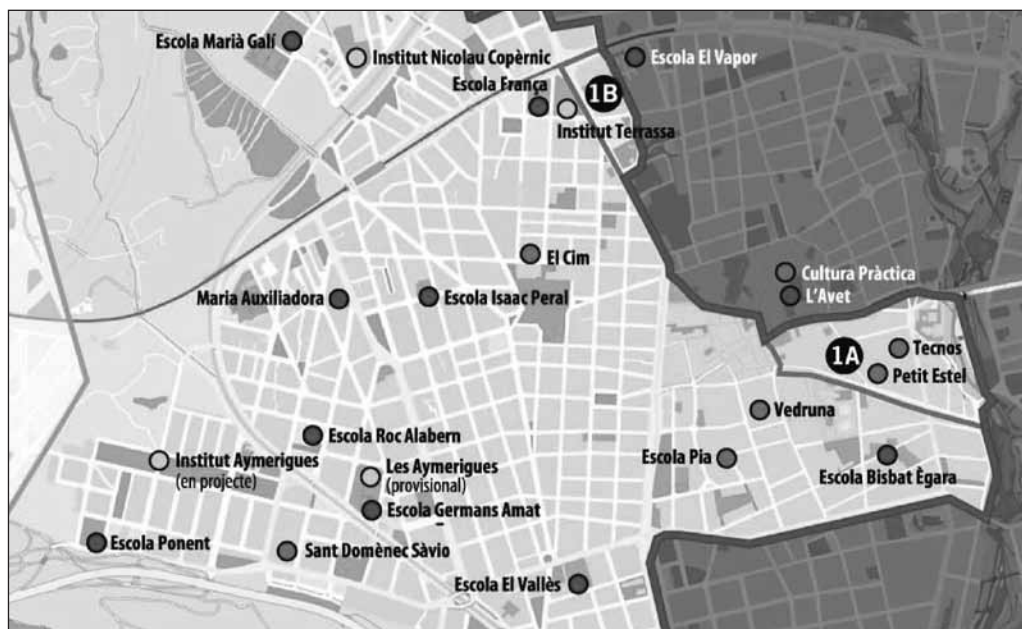 Escola Marià Galí
Institut Nicolau Copèrnic
Escola El Vapor
Escola França
1B
Institut Terrassa
El Cim
Cultura Pràctica
L'Avet
Maria Auxiliadora
Escola Isaac Peral
1A
Tecnos
Petit Estel
Vedruna
Escola Roc Alabern
Institut Aymerigues
(en projecte)
Les Aymerigues
(provisional)
Escola Pia
Escola Bisbat Ègara
Escola Germans Amat
Escola Ponent
Sant Domènec Sàvio
Escola El Vallès